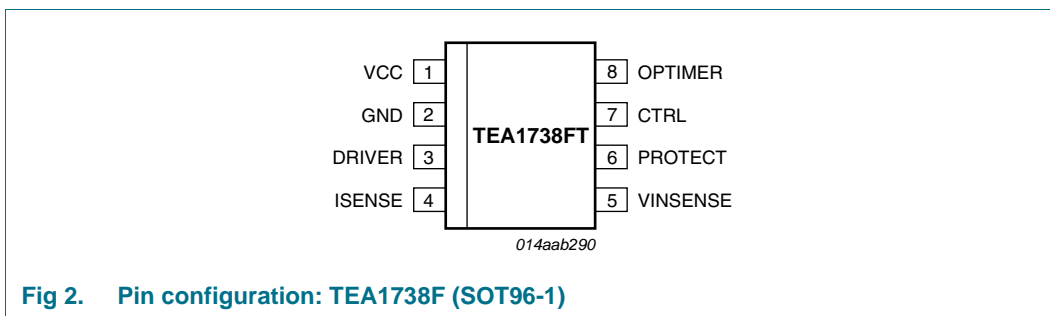 VCC 1
GND 2
DRIVER 3
ISENSE 4
TEA1738FT
8 OPTIMER
7 CTRL
6 PROTECT
5 VINSENSE
014aab290
Fig 2. Pin configuration: TEA1738F (SOT96-1)